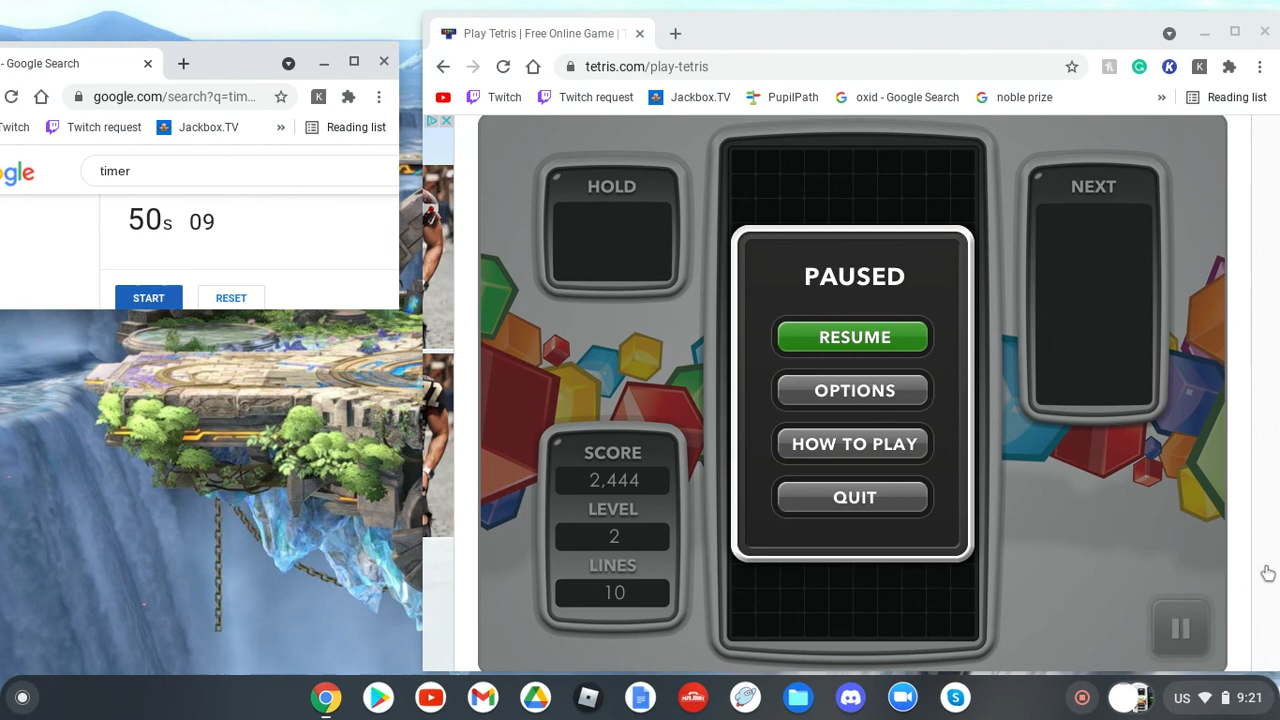 - Google Search
google.com/search?q=tim...
Twitch request
Jackbox.TV
»
Reading list
timer
50s 09
START
RESET
Play Tetris | Free Online Game |
tetris.com/play-tetris
Twitch
Twitch request
Jackbox.TV
PupilPath
oxid - Google Search
noble prize
»
Reading list
HOLD
NEXT
PAUSED
RESUME
OPTIONS
HOW TO PLAY
QUIT
SCORE
2,444
LEVEL
2
LINES
10
US
9:21